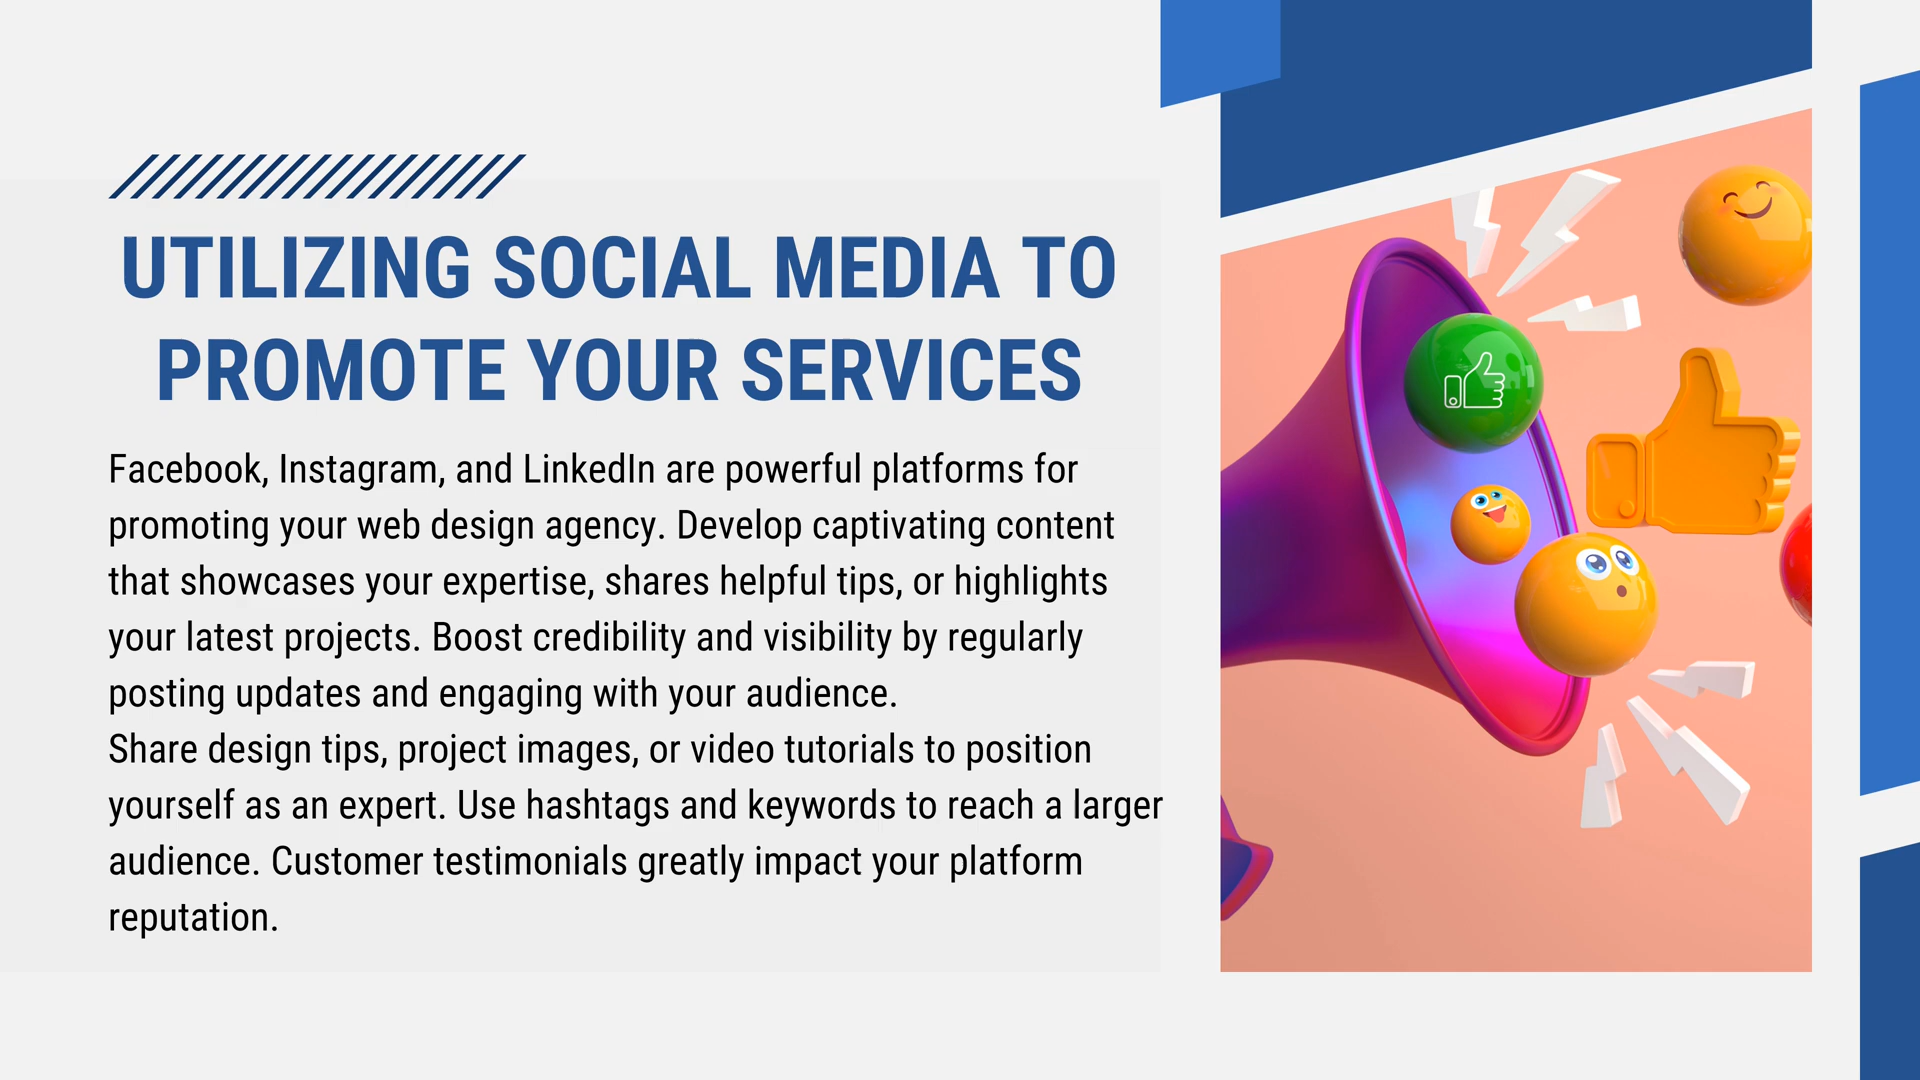 UTILIZING SOCIAL MEDIA TO
PROMOTE YOUR SERVICES
Facebook, Instagram, and LinkedIn are powerful platforms for
promoting your web design agency. Develop captivating content
that showcases your expertise, shares helpful tips, or highlights
your latest projects. Boost credibility and visibility by regularly
posting updates and engaging with your audience.
Share design tips, project images, or video tutorials to position
yourself as an expert. Use hashtags and keywords to reach a larger
audience. Customer testimonials greatly impact your platform
reputation.